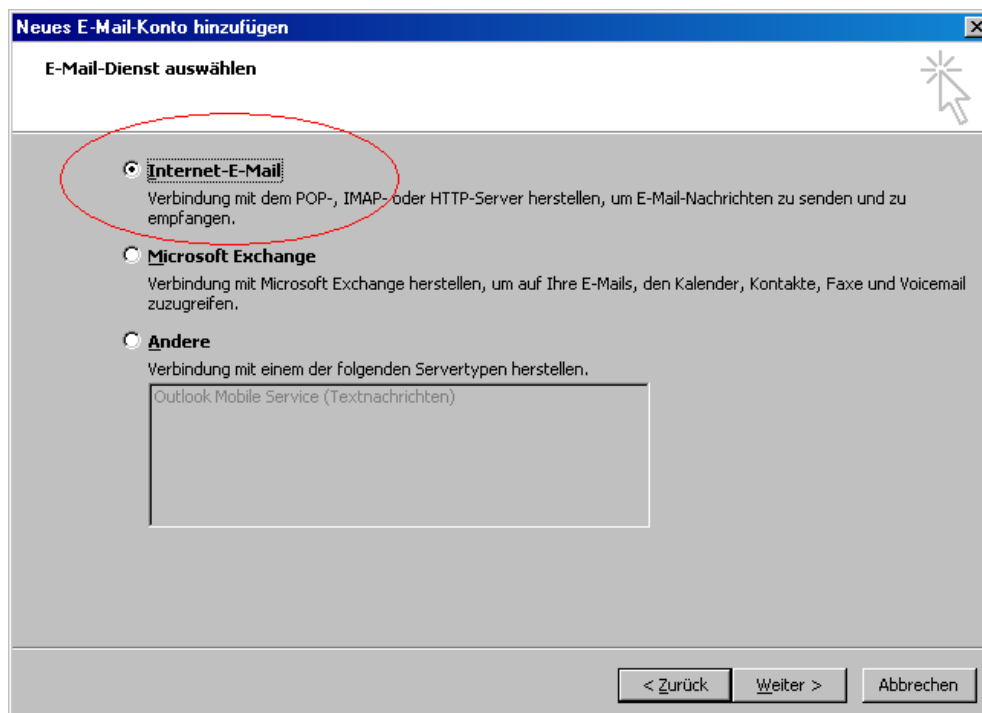 Neues E-Mail-Konto hinzufügen
E-Mail-Dienst auswählen
Internet-E-Mail
Verbindung mit dem POP-, IMAP- oder HTTP-Server herstellen, um E-Mail-Nachrichten zu senden und zu
empfangen.
Microsoft Exchange
Verbindung mit Microsoft Exchange herstellen, um auf Ihre E-Mails, den Kalender, Kontakte, Faxe und Voicemail
zuzugreifen.
Andere
Verbindung mit einem der folgenden Servertypen herstellen.
Outlook Mobile Service (Textnachrichten)
< Zurück Weiter > Abbrechen